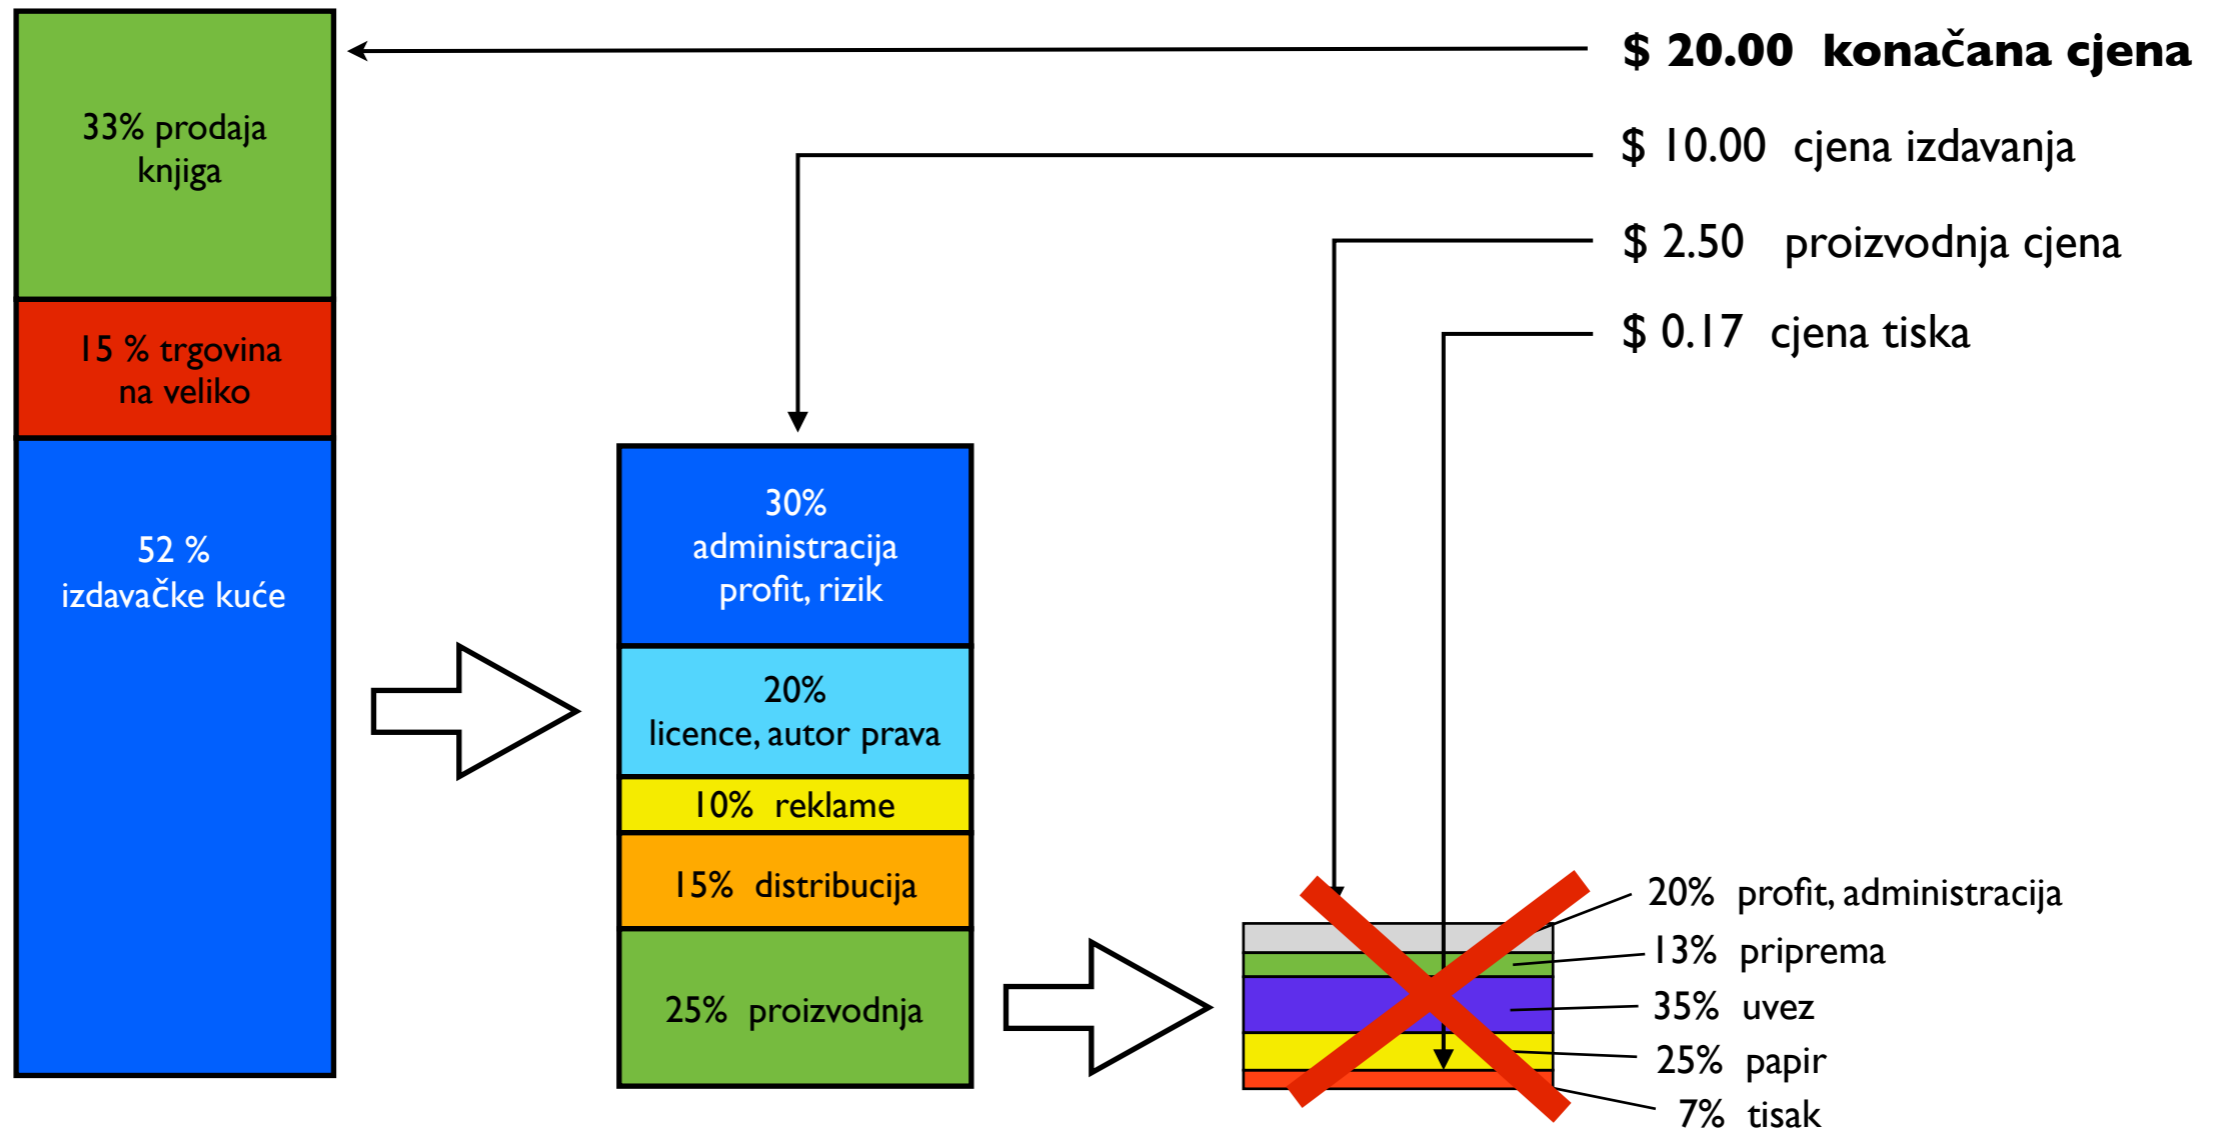 33% prodaja
knjiga
15 % trgovina
na veliko
52 %
izdavačke kuće
30%
administracija
profit, rizik
20%
licence, autor prava
10% reklame
15% distribucija
25% proizvodnja
$ 20.00 konačana cjena
$ 10.00 cjena izdavanja
$ 2.50 proizvodnja cjena
$ 0.17 cjena tiska
20% profit, administracija
13% priprema
35% uvez
25% papir
7% tisak